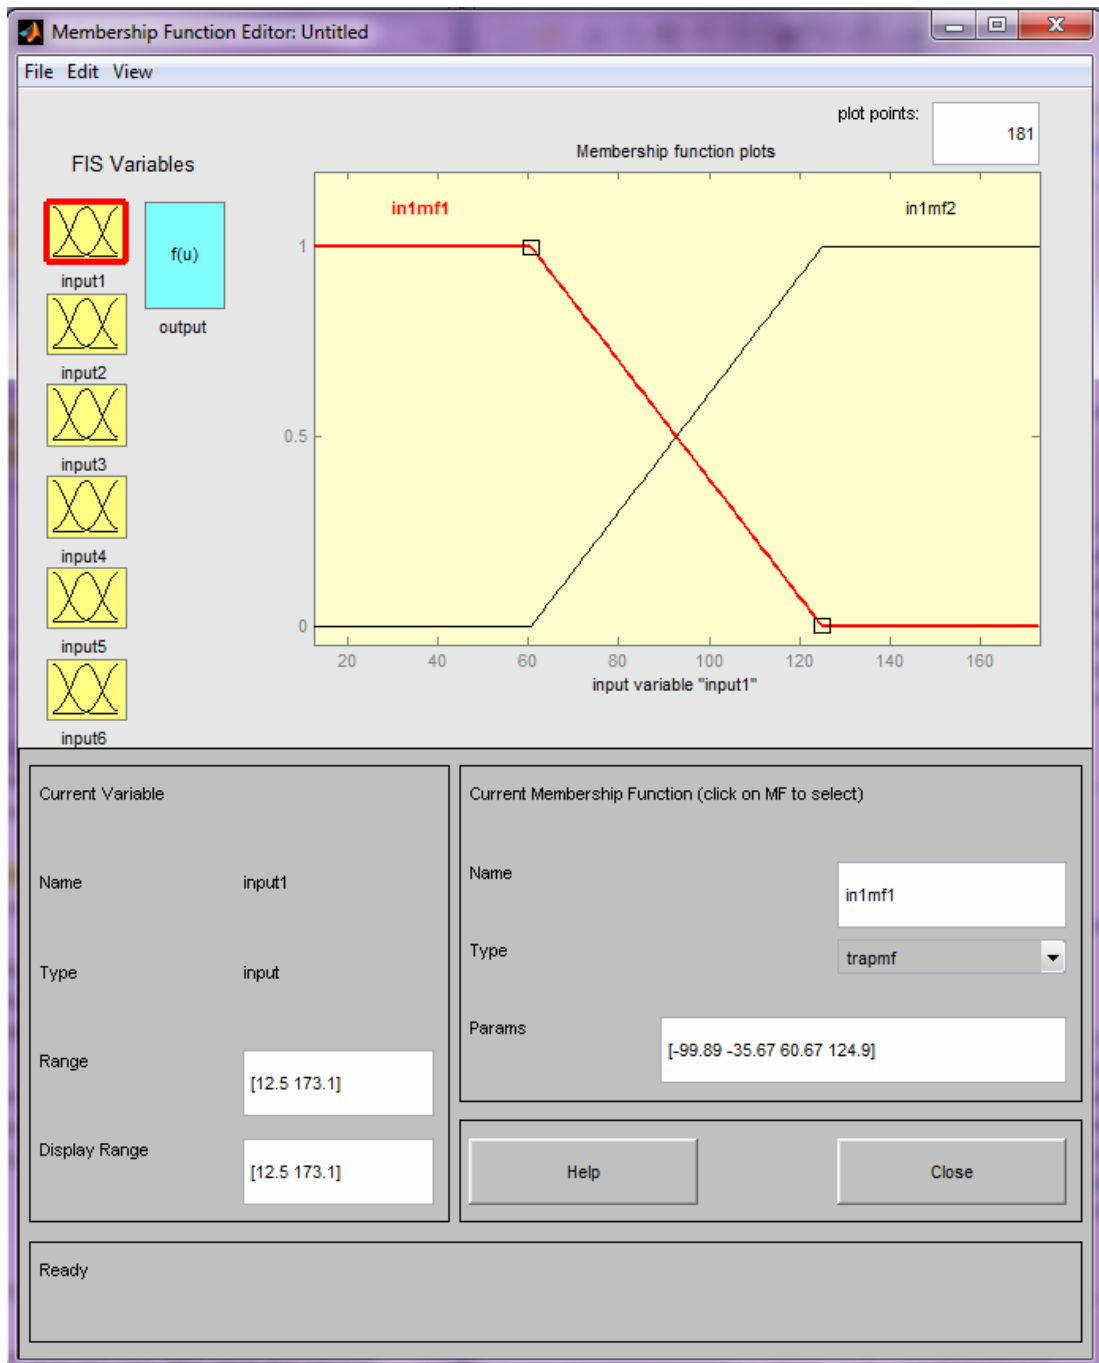 Membership Function Editor: Untitled
File Edit View
plot points:
181
FIS Variables
Membership function plots
input1
input2
input3
input4
input5
input6
f(u)
output
in1mf1
in1mf2
1
0.5
0
20 40 60 80 100 120 140 160
input variable "input1"
Current Variable
Name input1
Type input
Range [12.5 173.1]
Display Range [12.5 173.1]
Current Membership Function (click on MF to select)
Name in1mf1
Type trapmf
Params [-99.89 -35.67 60.67 124.9]
Help Close
Ready